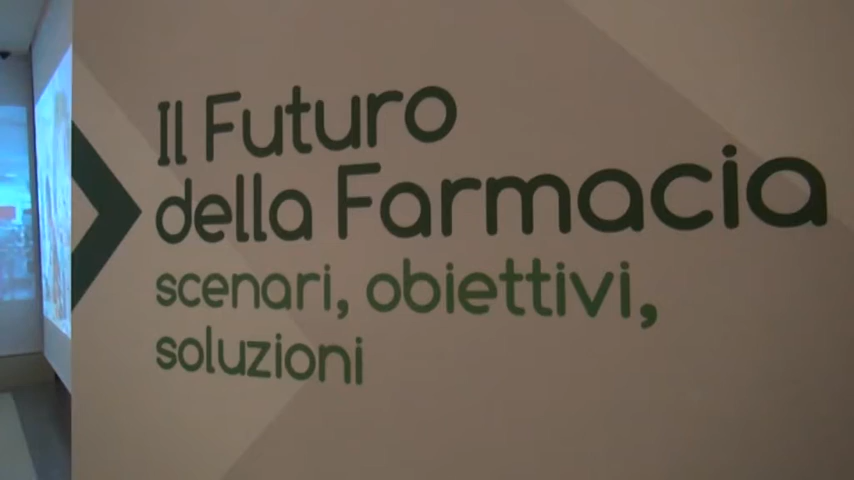 Il Futuro
della Farmacia
scenari, obiettivi,
soluzioni